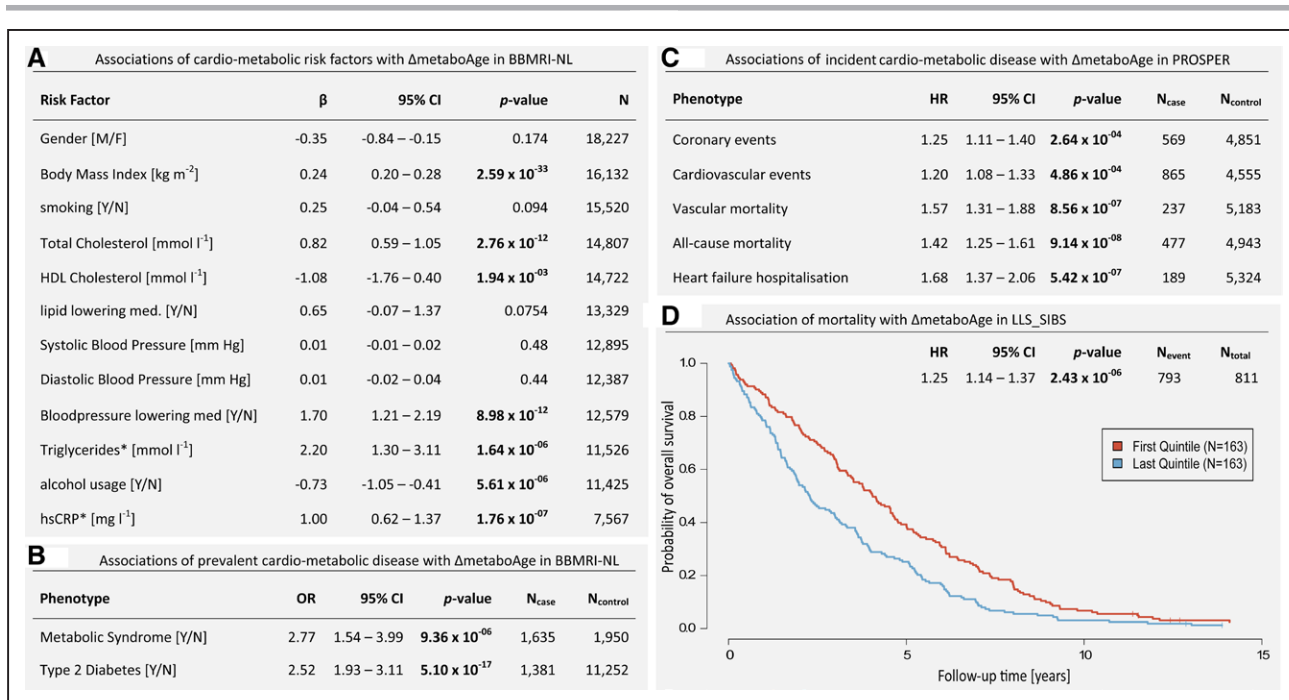 A Associations of cardio-metabolic risk factors with ΔmetaboAge in BBMRI-NL
Risk Factor β 95% CI p-value N
Gender [M/F] -0.35 -0.84 – -0.15 0.174 18,227
Body Mass Index [kg m⁻²] 0.24 0.20 – 0.28 2.59 x 10⁻³³ 16,132
smoking [Y/N] 0.25 -0.04 – 0.54 0.094 15,520
Total Cholesterol [mmol l⁻¹] 0.82 0.59 – 1.05 2.76 x 10⁻¹² 14,807
HDL Cholesterol [mmol l⁻¹] -1.08 -1.76 – 0.40 1.94 x 10⁻⁰³ 14,722
lipid lowering med. [Y/N] 0.65 -0.07 – 1.37 0.0754 13,329
Systolic Blood Pressure [mm Hg] 0.01 -0.01 – 0.02 0.48 12,895
Diastolic Blood Pressure [mm Hg] 0.01 -0.02 – 0.04 0.44 12,387
Bloodpressure lowering med [Y/N] 1.70 1.21 – 2.19 8.98 x 10⁻¹² 12,579
Triglycerides* [mmol l⁻¹] 2.20 1.30 – 3.11 1.64 x 10⁻⁰⁶ 11,526
alcohol usage [Y/N] -0.73 -1.05 – -0.41 5.61 x 10⁻⁰⁶ 11,425
hsCRP* [mg l⁻¹] 1.00 0.62 – 1.37 1.76 x 10⁻⁰⁷ 7,567
B Associations of prevalent cardio-metabolic disease with ΔmetaboAge in BBMRI-NL
Phenotype OR 95% CI p-value Ncase Ncontrol
Metabolic Syndrome [Y/N] 2.77 1.54 – 3.99 9.36 x 10⁻⁰⁶ 1,635 1,950
Type 2 Diabetes [Y/N] 2.52 1.93 – 3.11 5.10 x 10⁻¹⁷ 1,381 11,252
C Associations of incident cardio-metabolic disease with ΔmetaboAge in PROSPER
Phenotype HR 95% CI p-value Ncase Ncontrol
Coronary events 1.25 1.11 – 1.40 2.64 x 10⁻⁰⁴ 569 4,851
Cardiovascular events 1.20 1.08 – 1.33 4.86 x 10⁻⁰⁴ 865 4,555
Vascular mortality 1.57 1.31 – 1.88 8.56 x 10⁻⁰⁷ 237 5,183
All-cause mortality 1.42 1.25 – 1.61 9.14 x 10⁻⁰⁸ 477 4,943
Heart failure hospitalisation 1.68 1.37 – 2.06 5.42 x 10⁻⁰⁷ 189 5,324
D Association of mortality with ΔmetaboAge in LLS_SIBS
HR 95% CI p-value Nevent Ntotal
1.25 1.14 – 1.37 2.43 x 10⁻⁰⁶ 793 811
First Quintile (N=163)
Last Quintile (N=163)
Probability of overall survival
1.0
0.8
0.6
0.4
0.2
0.0
0 5 10 15
Follow-up time [years]